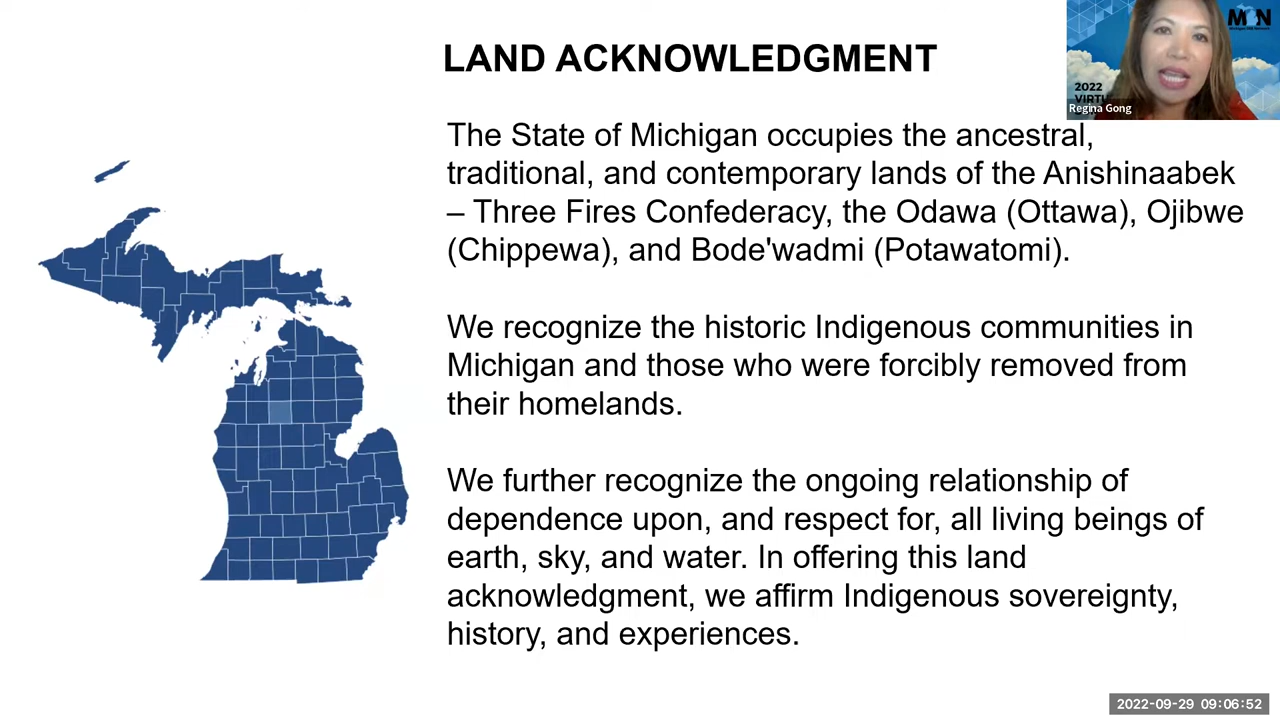 LAND ACKNOWLEDGMENT
The State of Michigan occupies the ancestral,
traditional, and contemporary lands of the Anishinaabek
– Three Fires Confederacy, the Odawa (Ottawa), Ojibwe
(Chippewa), and Bode'wadmi (Potawatomi).
We recognize the historic Indigenous communities in
Michigan and those who were forcibly removed from
their homelands.
We further recognize the ongoing relationship of
dependence upon, and respect for, all living beings of
earth, sky, and water. In offering this land
acknowledgment, we affirm Indigenous sovereignty,
history, and experiences.
2022
Regina Gong
2022-09-29 09:06:52